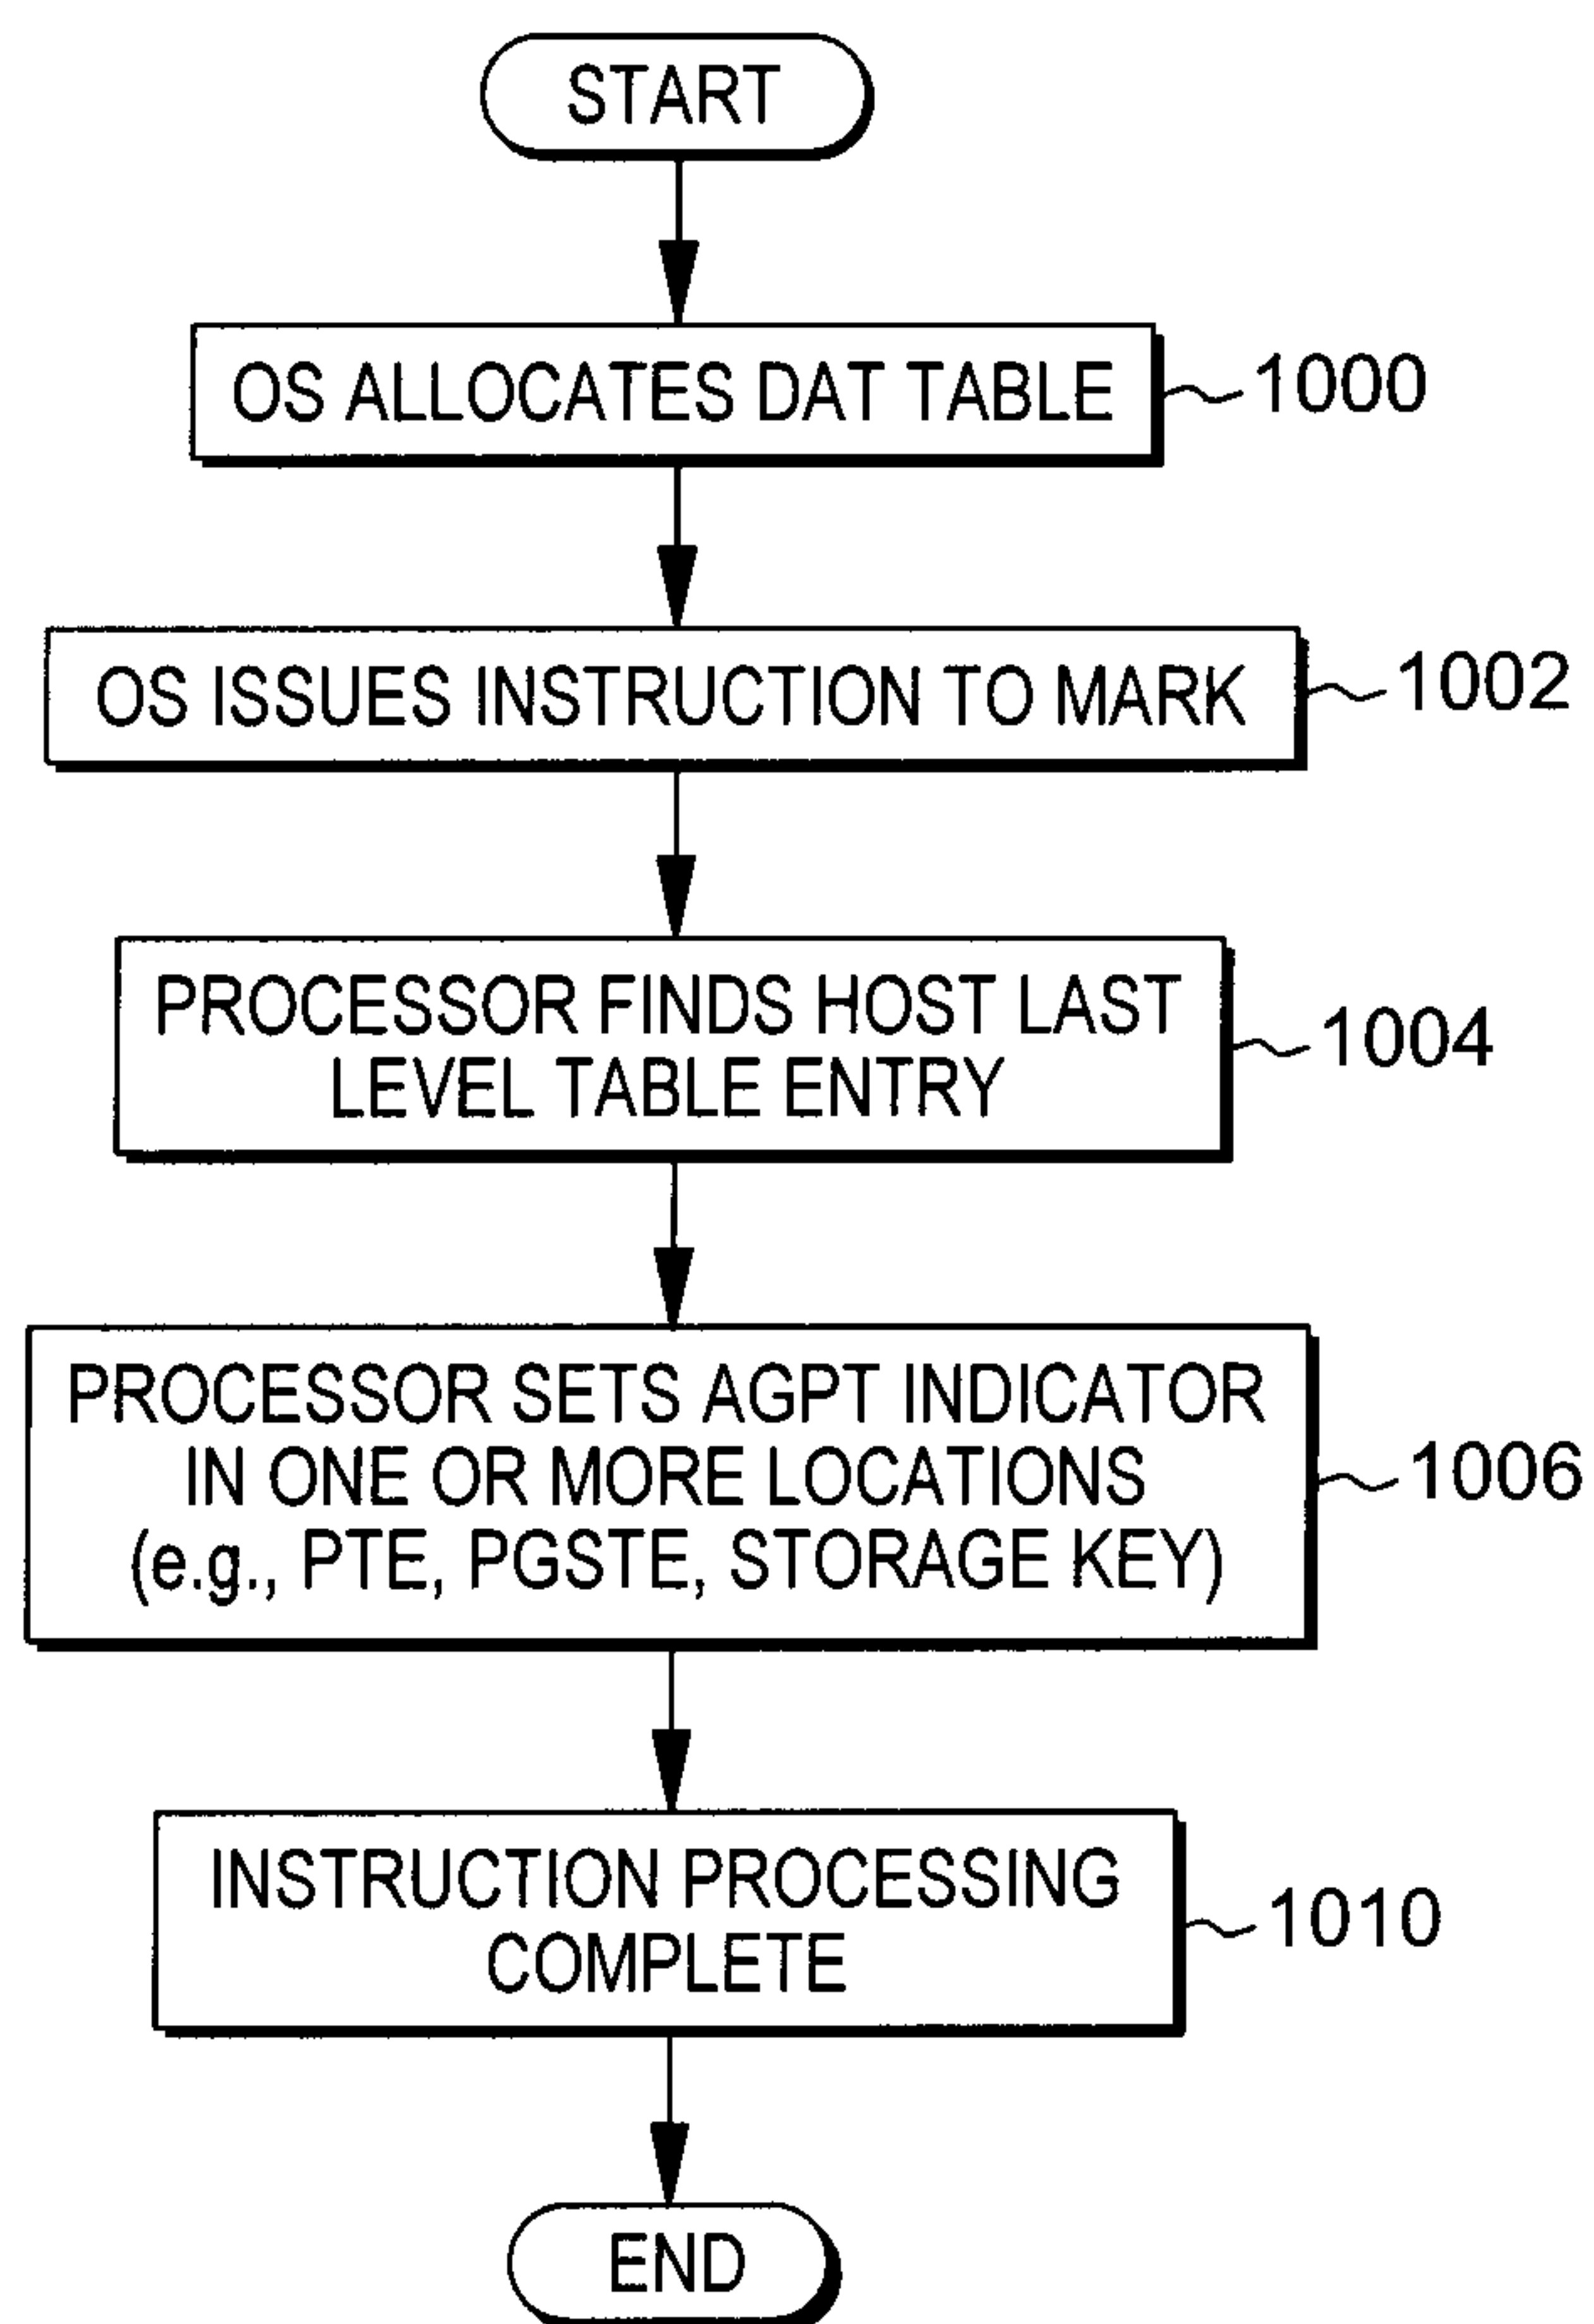 START
OS ALLOCATES DAT TABLE
1000
OS ISSUES INSTRUCTION TO MARK
1002
PROCESSOR FINDS HOST LAST
LEVEL TABLE ENTRY
1004
PROCESSOR SETS AGPT INDICATOR
IN ONE OR MORE LOCATIONS
(e.g., PTE, PGSTE, STORAGE KEY)
1006
INSTRUCTION PROCESSING
COMPLETE
1010
END